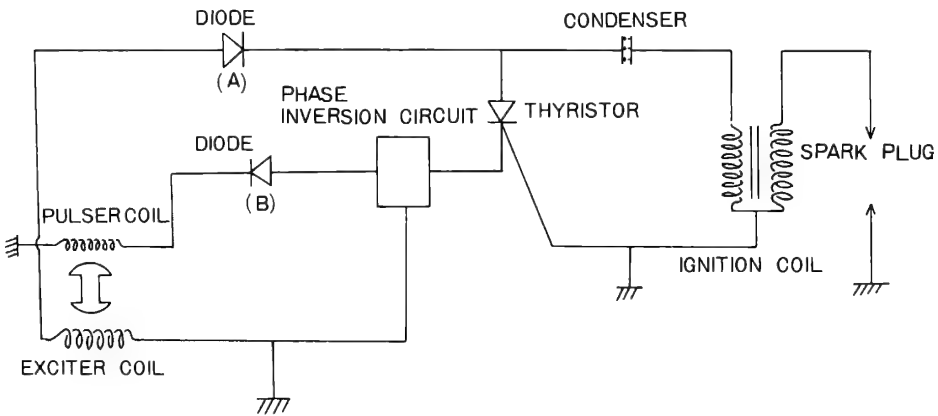 DIODE
(A)
CONDENSER
PHASE
INVERSION CIRCUIT
THYRISTOR
DIODE
(B)
SPARK PLUG
PULSER COIL
IGNITION COIL
EXCITER COIL